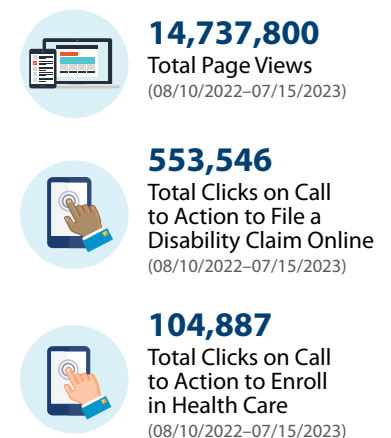 14,737,800
Total Page Views
(08/10/2022–07/15/2023)
553,546
Total Clicks on Call
to Action to File a
Disability Claim Online
(08/10/2022–07/15/2023)
104,887
Total Clicks on Call
to Action to Enroll
in Health Care
(08/10/2022–07/15/2023)